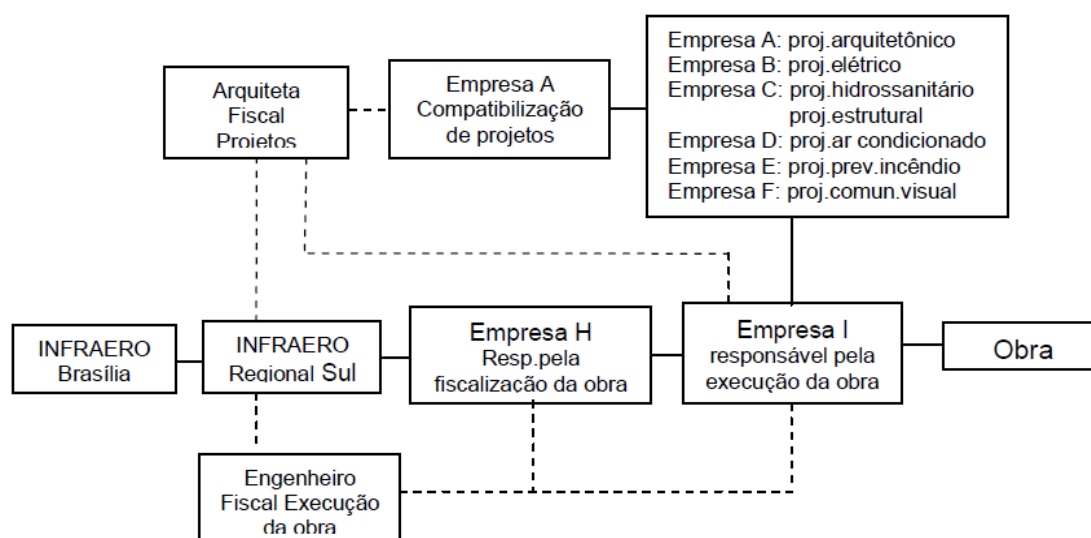 Arquiteta
Fiscal
Projetos
Empresa A
Compatibilização
de projetos
Empresa A: proj.arquitetônico
Empresa B: proj.elétrico
Empresa C: proj.hidrossanitário
proj.estrutural
Empresa D: proj.ar condicionado
Empresa E: proj.prev.incêndio
Empresa F: proj.comun.visual
INFRAERO
Brasília
INFRAERO
Regional Sul
Empresa H
Resp.pela
fiscalização da obra
Empresa I
responsável pela
execução da obra
Obra
Engenheiro
Fiscal Execução
da obra